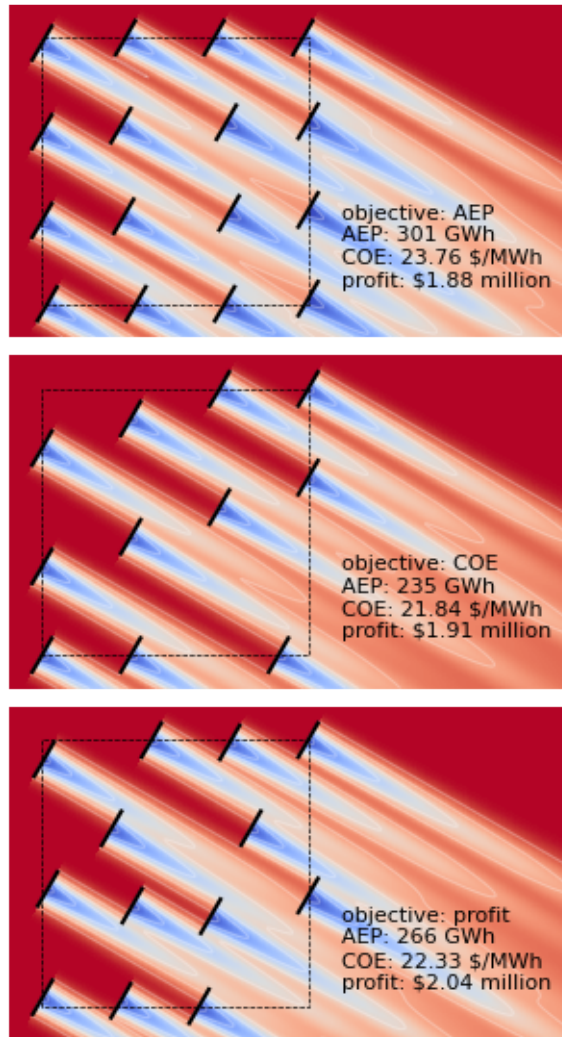 objective: AEP
AEP: 301 GWh
COE: 23.76 $/MWh
profit: $1.88 million
objective: COE
AEP: 235 GWh
COE: 21.84 $/MWh
profit: $1.91 million
objective: profit
AEP: 266 GWh
COE: 22.33 $/MWh
profit: $2.04 million